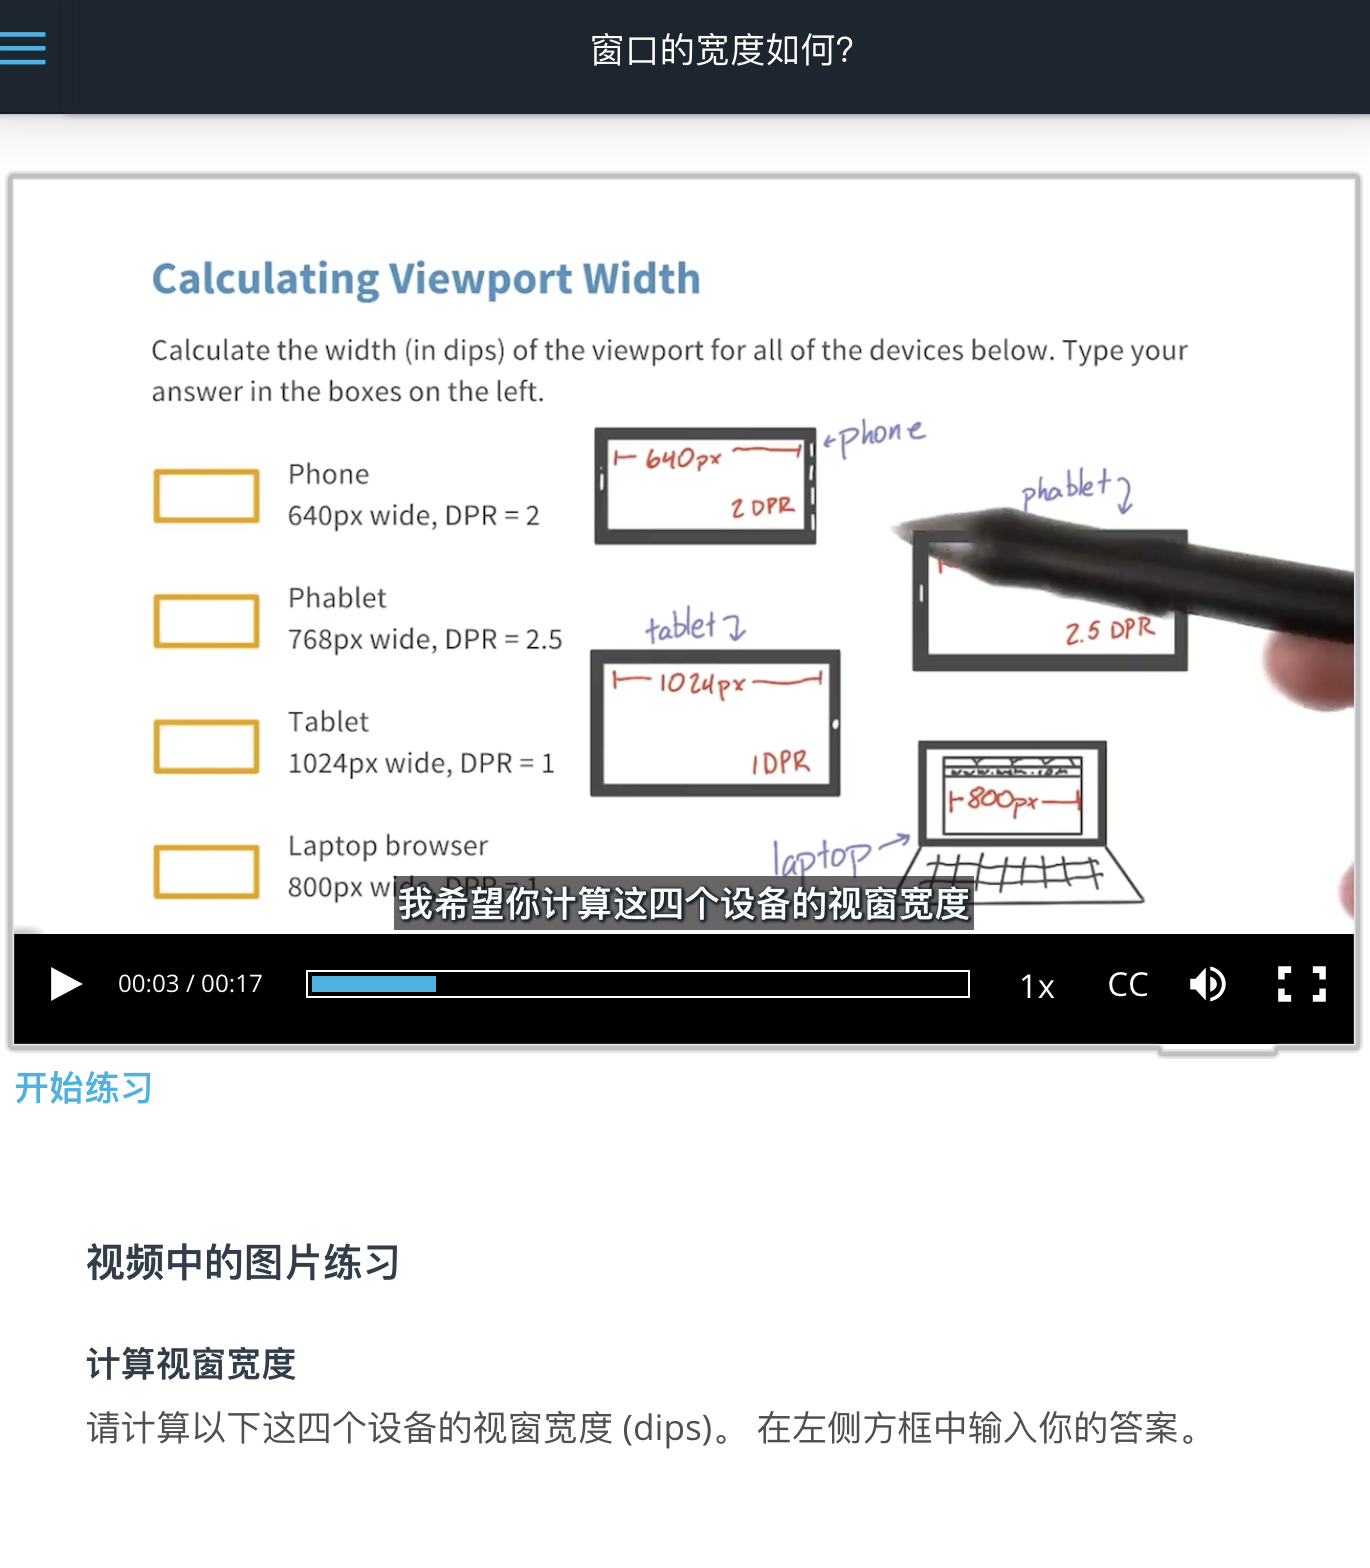 窗口的宽度如何?
Calculating Viewport Width
Calculate the width (in dips) of the viewport for all of the devices below. Type your
answer in the boxes on the left.
Phone
640px wide, DPR = 2
Phablet
768px wide, DPR = 2.5
Tablet
1024px wide, DPR = 1
Laptop browser
800px wide, DPR = 1
←phone
640px
2 DPR
phablet
2.5 DPR
tablet
1024px
1DPR
laptop
800px
我希望你计算这四个设备的视窗宽度
00:03 / 00:17
1x
CC
开始练习
视频中的图片练习
计算视窗宽度
请计算以下这四个设备的视窗宽度 (dips)。 在左侧方框中输入你的答案。